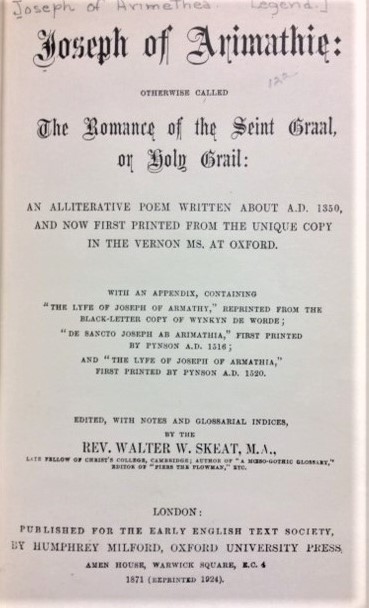 Joseph of Arimathea. Legend.]
Joseph of Arimathie:
122
OTHERWISE CALLED
The Romance of the Seint Graal,
or Holy Grail:
AN ALLITERATIVE POEM WRITTEN ABOUT A.D. 1350,
AND NOW FIRST PRINTED FROM THE UNIQUE COPY
IN THE VERNON MS. AT OXFORD.
WITH AN APPENDIX, CONTAINING
"THE LYFE OF JOSEPH OF ARMATHY," REPRINTED FROM THE
BLACK-LETTER COPY OF WYNKYN DE WORDE;
"DE SANCTO JOSEPH AB ARIMATHIA," FIRST PRINTED
BY PYNSON A.D. 1516;
AND "THE LYFE OF JOSEPH OF ARMATHIA,"
FIRST PRINTED BY PYNSON A.D. 1520.
EDITED, WITH NOTES AND GLOSSARIAL INDICES,
BY THE
REV. WALTER W. SKEAT, M.A.,
LATE FELLOW OF CHRIST'S COLLEGE, CAMBRIDGE; AUTHOR OF "A MŒSO-GOTHIC GLOSSARY,"
EDITOR OF "PIERS THE PLOWMAN," ETC.
LONDON:
PUBLISHED FOR THE EARLY ENGLISH TEXT SOCIETY,
BY HUMPHREY MILFORD, OXFORD UNIVERSITY PRESS,
AMEN HOUSE, WARWICK SQUARE, E.C. 4
1871 (REPRINTED 1924).